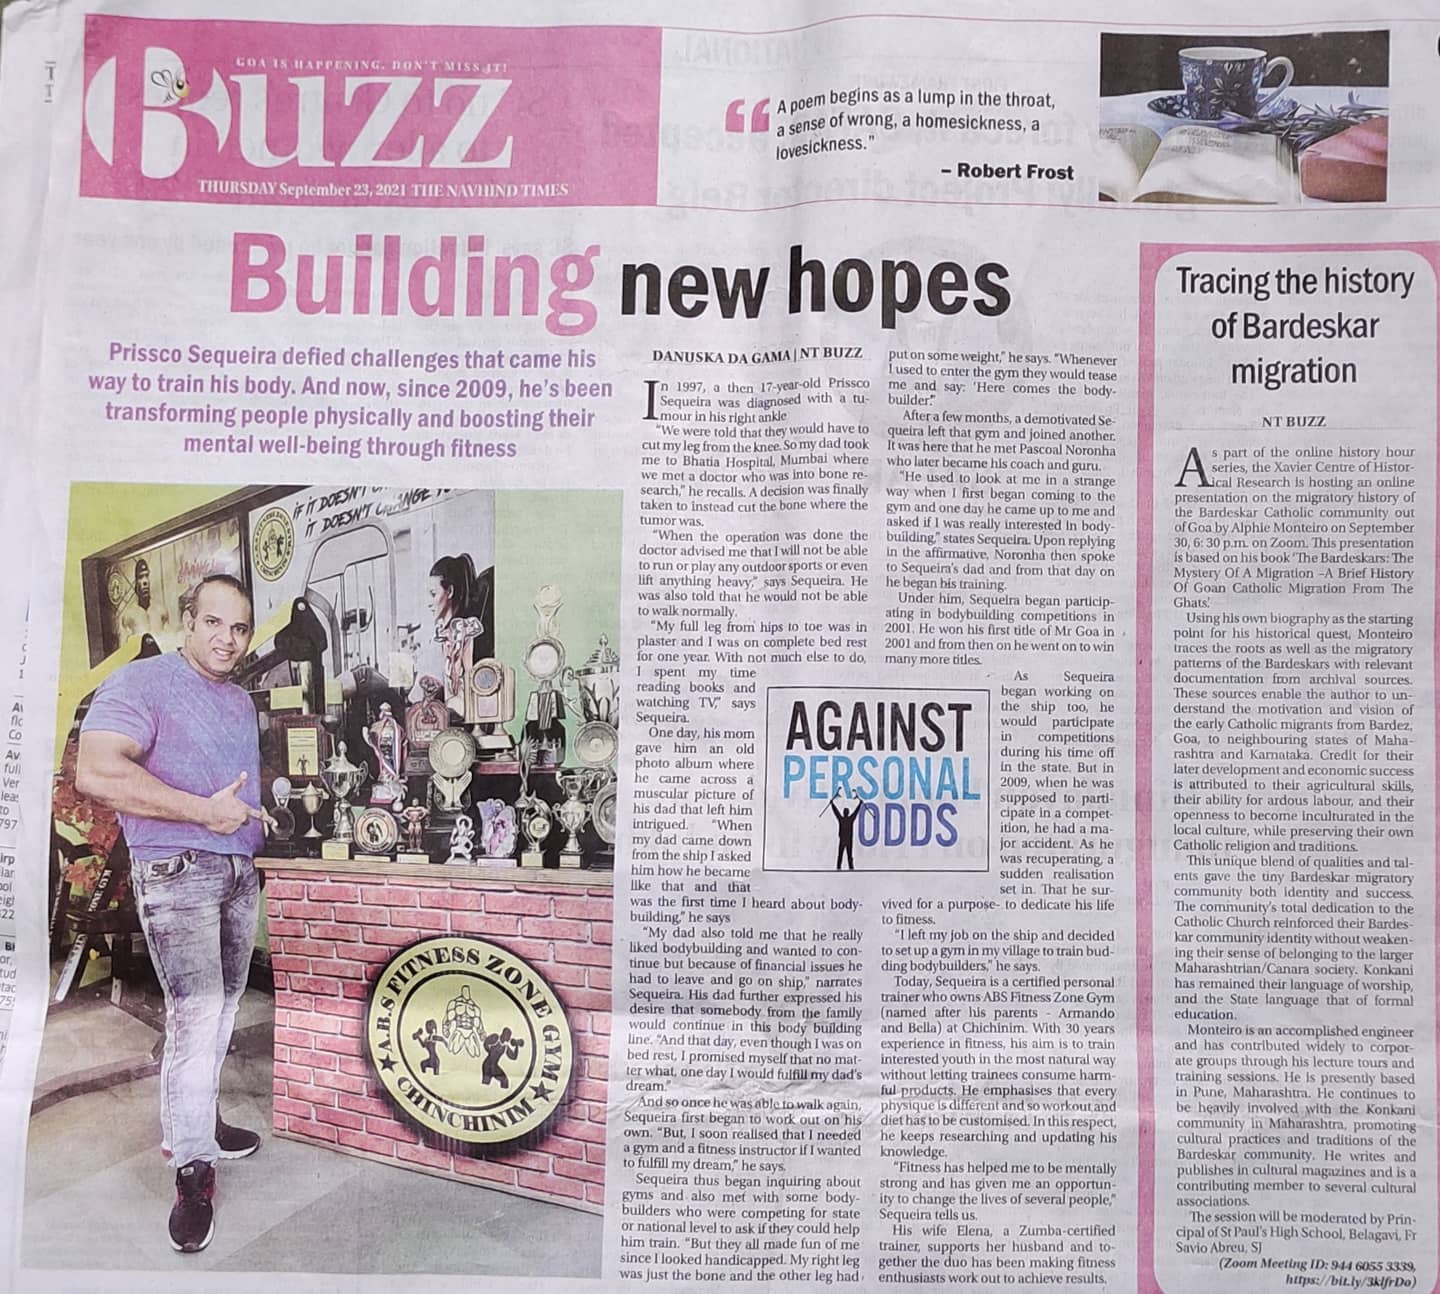 GOA IS HAPPENING. DON'T MISS IT!
BUZZ
THURSDAY September 23, 2021 THE NAVHIND TIMES
“A poem begins as a lump in the throat,
a sense of wrong, a homesickness, a
lovesickness."
– Robert Frost
Building new hopes
Prissco Sequeira defied challenges that came his
way to train his body. And now, since 2009, he's been
transforming people physically and boosting their
mental well-being through fitness
IF IT DOESN'T
IT DOESN'T CHANGE
A.B.S FITNESS ZONE GYM
CHINCHINIM
DANUSKA DA GAMA | NT BUZZ
In 1997, a then 17-year-old Prissco
Sequeira was diagnosed with a tu-
mour in his right ankle
"We were told that they would have to
cut my leg from the knee. So my dad took
me to Bhatia Hospital, Mumbai where
we met a doctor who was into bone re-
search," he recalls. A decision was finally
taken to instead cut the bone where the
tumor was.
"When the operation was done the
doctor advised me that I will not be able
to run or play any outdoor sports or even
lift anything heavy," says Sequeira. He
was also told that he would not be able
to walk normally.
"My full leg from hips to toe was in
plaster and I was on complete bed rest
for one year. With not much else to do,
I spent my time
reading books and
watching TV," says
Sequeira.
One day, his mom
gave him an old
photo album where
he came across a
muscular picture of
his dad that left him
intrigued. "When
my dad came down
from the ship I asked
him how he became
like that and that
was the first time I heard about body-
building," he says
"My dad also told me that he really
liked bodybuilding and wanted to con-
tinue but because of financial issues he
had to leave and go on ship," narrates
Sequeira. His dad further expressed his
desire that somebody from the family
would continue in this body building
line. "And that day, even though I was on
bed rest, I promised myself that no mat-
ter what, one day I would fulfill my dad's
dream."
And so once he was able to walk again,
Sequeira first began to work out on his
own. "But, I soon realised that I needed
a gym and a fitness instructor if I wanted
to fulfill my dream," he says.
Sequeira thus began inquiring about
gyms and also met with some body-
builders who were competing for state
or national level to ask if they could help
him train. "But they all made fun of me
since I looked handicapped. My right leg
was just the bone and the other leg had
put on some weight," he says. "Whenever
I used to enter the gym they would tease
me and say: 'Here comes the body-
builder'."
After a few months, a demotivated Se-
queira left that gym and joined another.
It was here that he met Pascoal Noronha
who later became his coach and guru.
"He used to look at me in a strange
way when I first began coming to the
gym and one day he came up to me and
asked if I was really interested in body-
building," states Sequeira. Upon replying
in the affirmative, Noronha then spoke
to Sequeira's dad and from that day on
he began his training.
Under him, Sequeira began particip-
ating in bodybuilding competitions in
2001. He won his first title of Mr Goa in
2001 and from then on he went on to win
many more titles.
As Sequeira
began working on
the ship too, he
would participate
in competitions
during his time off
in the state. But in
2009, when he was
supposed to parti-
cipate in a compet-
ition, he had a ma-
jor accident. As he
was recuperating, a
sudden realisation
set in. That he sur-
vived for a purpose- to dedicate his life
to fitness.
"I left my job on the ship and decided
to set up a gym in my village to train bud-
ding bodybuilders," he says.
Today, Sequeira is a certified personal
trainer who owns ABS Fitness Zone Gym
(named after his parents - Armando
and Bella) at Chichinim. With 30 years
experience in fitness, his aim is to train
interested youth in the most natural way
without letting trainees consume harm-
ful products. He emphasises that every
physique is different and so workout and
diet has to be customised. In this respect,
he keeps researching and updating his
knowledge.
"Fitness has helped me to be mentally
strong and has given me an opportun-
ity to change the lives of several people,"
Sequeira tells us.
His wife Elena, a Zumba-certified
trainer, supports her husband and to-
gether the duo has been making fitness
enthusiasts work out to achieve results.
AGAINST
PERSONAL
ODDS
Tracing the history
of Bardeskar
migration
NT BUZZ
As part of the online history hour
series, the Xavier Centre of Histor-
ical Research is hosting an online
presentation on the migratory history of
the Bardeskar Catholic community out
of Goa by Alphie Monteiro on September
30, 6: 30 p.m. on Zoom. This presentation
is based on his book 'The Bardeskars: The
Mystery Of A Migration –A Brief History
Of Goan Catholic Migration From The
Ghats'.
Using his own biography as the starting
point for his historical quest, Monteiro
traces the roots as well as the migratory
patterns of the Bardeskars with relevant
documentation from archival sources.
These sources enable the author to un-
derstand the motivation and vision of
the early Catholic migrants from Bardez,
Goa, to neighbouring states of Maha-
rashtra and Karnataka. Credit for their
later development and economic success
is attributed to their agricultural skills,
their ability for ardous labour, and their
openness to become inculturated in the
local culture, while preserving their own
Catholic religion and traditions.
This unique blend of qualities and tal-
ents gave the tiny Bardeskar migratory
community both identity and success.
The community's total dedication to the
Catholic Church reinforced their Bardes-
kar community identity without weaken-
ing their sense of belonging to the larger
Maharashtrian/Canara society. Konkani
has remained their language of worship,
and the State language that of formal
education.
Monteiro is an accomplished engineer
and has contributed widely to corpor-
ate groups through his lecture tours and
training sessions. He is presently based
in Pune, Maharashtra. He continues to
be heavily involved with the Konkani
community in Maharashtra, promoting
cultural practices and traditions of the
Bardeskar community. He writes and
publishes in cultural magazines and is a
contributing member to several cultural
associations.
The session will be moderated by Prin-
cipal of St Paul's High School, Belagavi, Fr
Savio Abreu, SJ
(Zoom Meeting ID: 944 6055 3339,
https://bit.ly/3klfrDo)